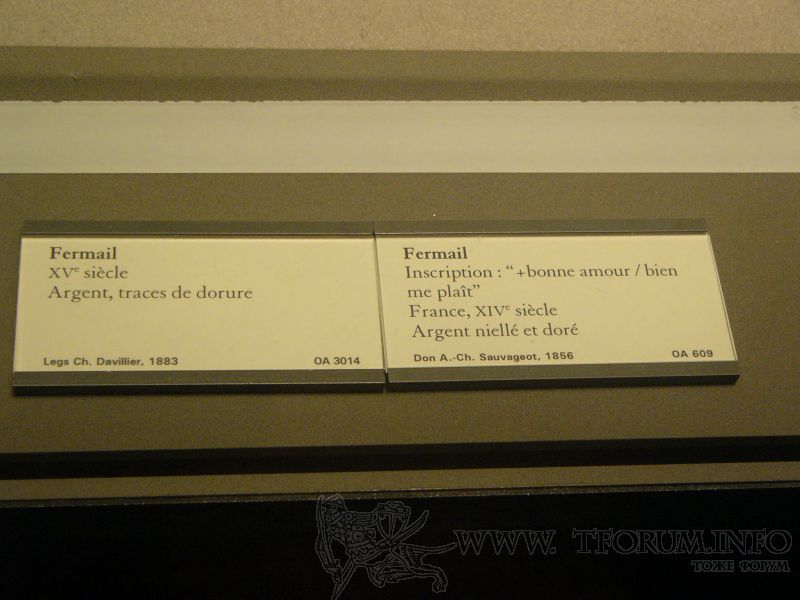 Fermail
XVe siècle
Argent, traces de dorure
Legs Ch. Davillier, 1883
OA 3014
Fermail
Inscription : “+bonne amour / bien
me plaît”
France, XIVe siècle
Argent niellé et doré
Don A.-Ch. Sauvageot, 1856
OA 609
WWW. TFORUM.INFO
ТОЖЕ ФОРУМ